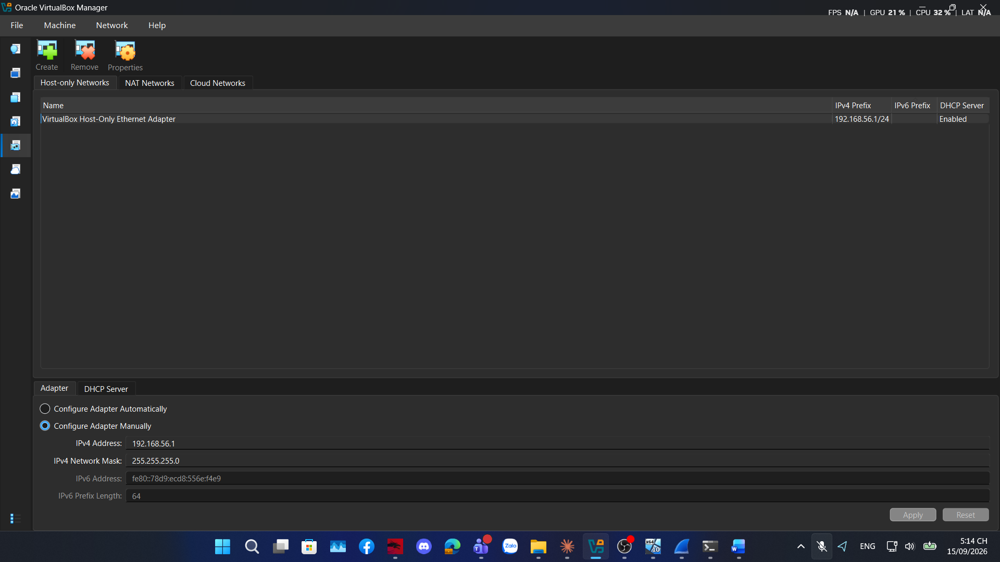 Oracle VirtualBox Manager
FPS N/A | GPU 21 % | CPU 32 % | LAT N/A
File Machine Network Help
Create Remove Properties
Host-only Networks NAT Networks Cloud Networks
Name IPv4 Prefix IPv6 Prefix DHCP Server
VirtualBox Host-Only Ethernet Adapter 192.168.56.1/24 Enabled
Adapter DHCP Server
Configure Adapter Automatically
Configure Adapter Manually
IPv4 Address: 192.168.56.1
IPv4 Network Mask: 255.255.255.0
IPv6 Address: fe80::78d9:ecd8:556e:f4e9
IPv6 Prefix Length: 64
Apply Reset
Zalo
x64
10
T
W
ENG
5:14 CH
15/09/2026